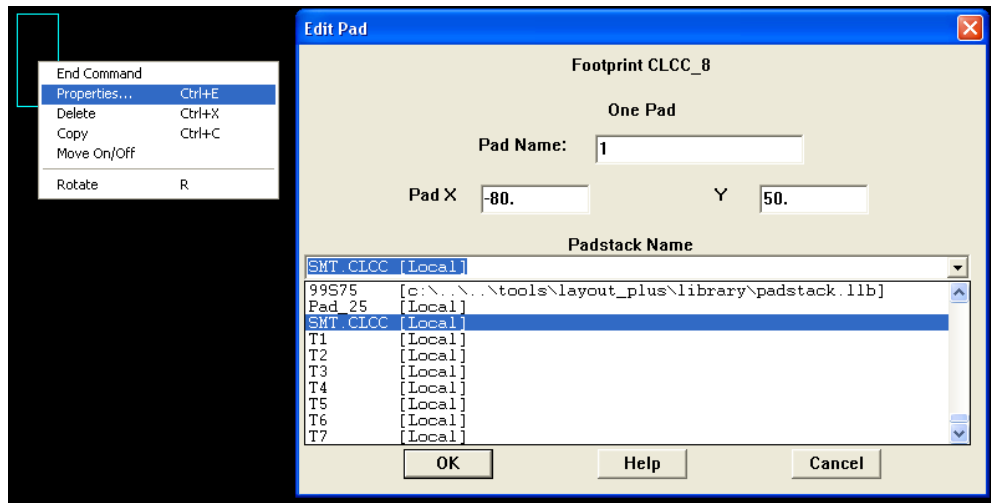 End Command
Properties... Ctrl+E
Delete Ctrl+X
Copy Ctrl+C
Move On/Off
Rotate R
Edit Pad
Footprint CLCC_8
One Pad
Pad Name: 1
Pad X -80. Y 50.
Padstack Name
SMT.CLCC [Local]
99S75 [c:\..\..\tools\layout_plus\library\padstack.llb]
Pad_25 [Local]
SMT.CLCC [Local]
T1 [Local]
T2 [Local]
T3 [Local]
T4 [Local]
T5 [Local]
T6 [Local]
T7 [Local]
OK Help Cancel